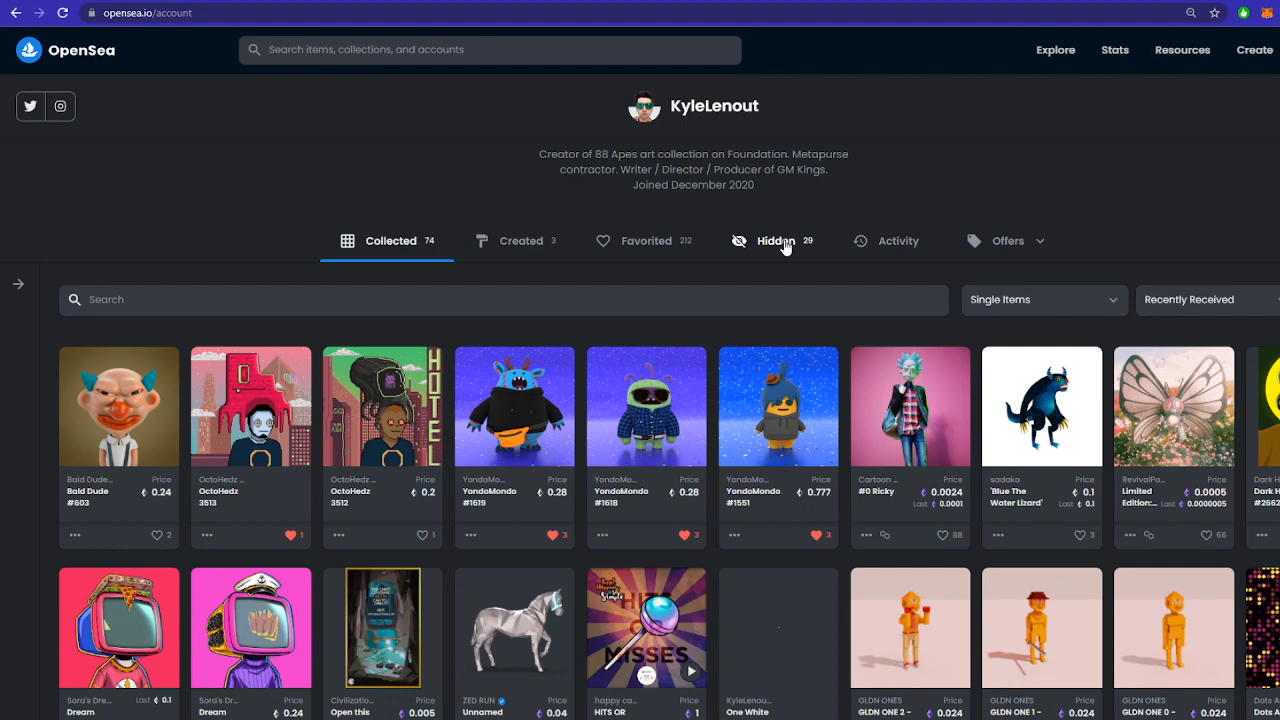 opensea.io/account
OpenSea
Search items, collections, and accounts
Explore Stats Resources Create
KyleLenout
Creator of 88 Apes art collection on Foundation. Metapurse
contractor. Writer / Director / Producer of GM Kings.
Joined December 2020
Collected 74 Created 3 Favorited 212 Hidden 29 Activity Offers
Search Single Items Recently Received
HOTEL
Bald Dude... Price
Bald Dude 0.24
#603
2
OctoHedz ... Price
OctoHedz
3513
1
OctoHedz ... Price
OctoHedz 0.2
3512
1
YondoMo... Price
YondoMondo 0.28
#1619
3
YondoMo... Price
YondoMondo 0.28
#1618
3
YondoMo... Price
YondoMondo 0.777
#1551
3
Cartoon ... Price
#0 Ricky 0.0024
Last 0.0001
88
sadaka Price
'Blue The 0.1
Water Lizard' Last 0.1
3
RevivalPo... Price
Limited 0.0005
Edition:... Last 0.0000005
66
Dark H
#2662
HITS OR
MISSES
Sora's Dre... Last 0.1
Dream
Sora's Dr... Price
Dream 0.24
Civilizatio... Price
Open this 0.005
ZED RUN Price
Unnamed 0.04
happy ca... Price
HITS OR 1
KyleLenou... Price
One White
GLDN ONES Price
GLDN ONE 2 - 0.024
GLDN ONES Price
GLDN ONE 1 - 0.024
GLDN ONES Price
GLDN ONE 0 - 0.024
Dots A